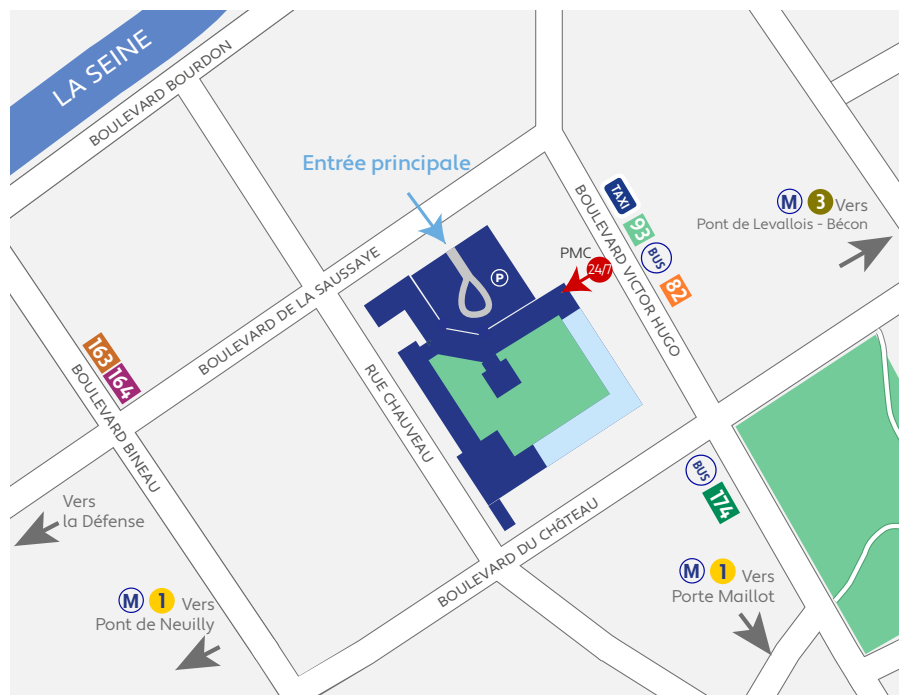 LA SEINE
BOULEVARD BOURDON
Entrée principale
TAXI
93
BUS
82
M 3 Vers
Pont de Levallois - Bécon
PMC
24/7
P
BOULEVARD VICTOR HUGO
BOULEVARD DE LA SAUSSAYE
163
164
BOULEVARD BINEAU
RUE CHAUVEAU
Vers
la Défense
BUS
174
BOULEVARD DU CHâTEAU
M 1 Vers
Pont de Neuilly
M 1 Vers
Porte Maillot